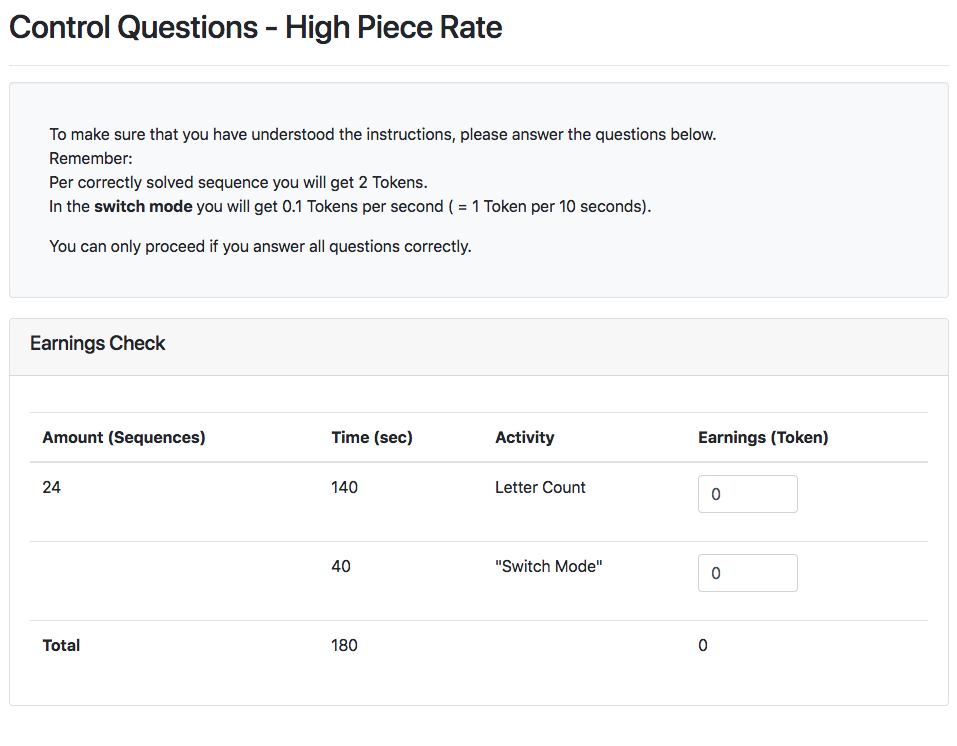 Control Questions - High Piece Rate
To make sure that you have understood the instructions, please answer the questions below.
Remember:
Per correctly solved sequence you will get 2 Tokens.
In the switch mode you will get 0.1 Tokens per second ( = 1 Token per 10 seconds).
You can only proceed if you answer all questions correctly.
Earnings Check
Amount (Sequences) Time (sec) Activity Earnings (Token)
24 140 Letter Count 0
40 "Switch Mode" 0
Total 180 0